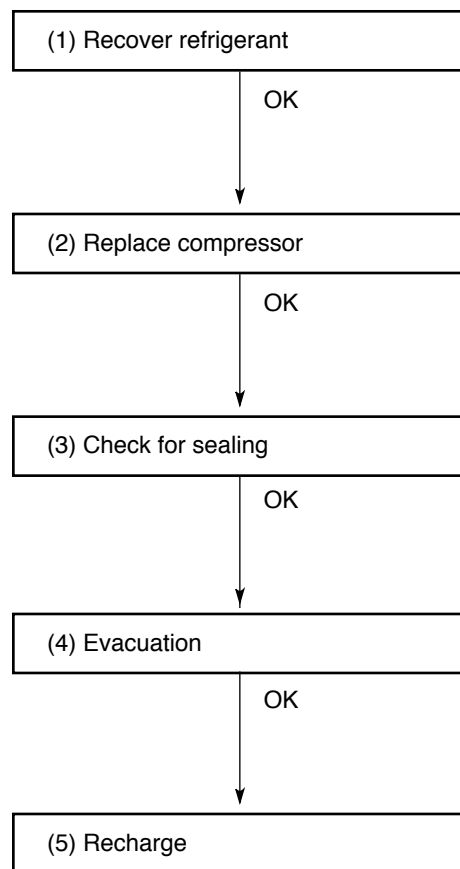 (1) Recover refrigerant
OK
(2) Replace compressor
OK
(3) Check for sealing
OK
(4) Evacuation
OK
(5) Recharge